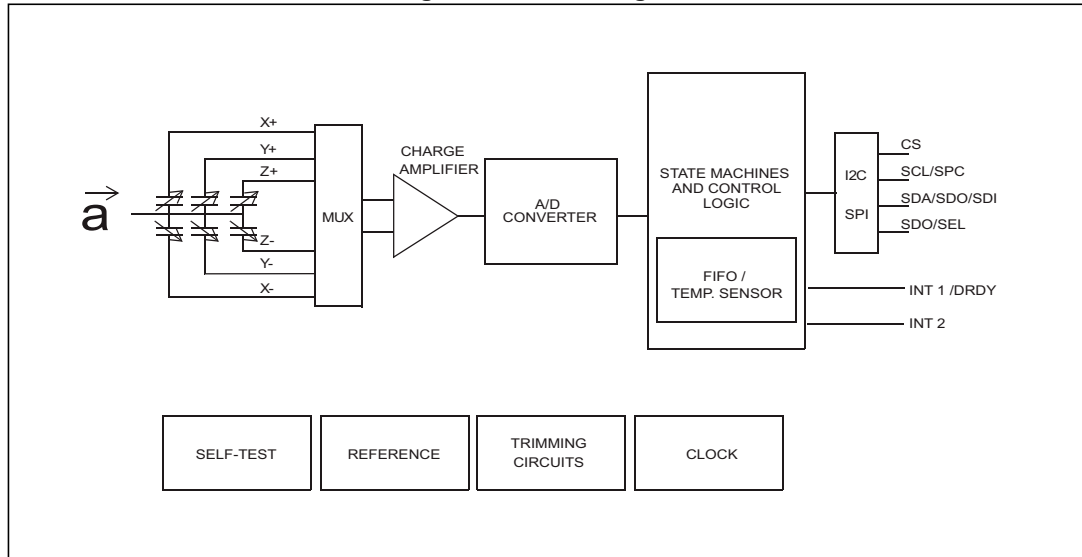 X+
Y+
Z+
a
Z-
Y-
X-
MUX
CHARGE
AMPLIFIER
A/D
CONVERTER
STATE MACHINES
AND CONTROL
LOGIC
FIFO /
TEMP. SENSOR
I2C
SPI
CS
SCL/SPC
SDA/SDO/SDI
SDO/SEL
INT 1 /DRDY
INT 2
SELF-TEST
REFERENCE
TRIMMING
CIRCUITS
CLOCK